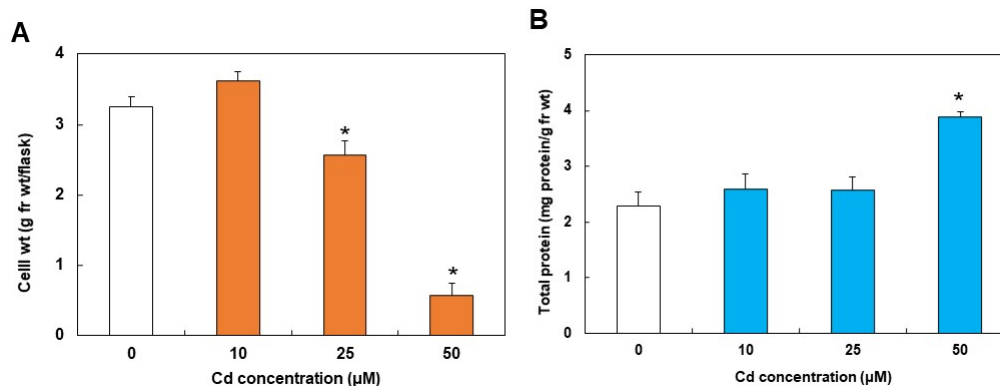 A
Celll wt (g fr wt/flask)
4
3
2
1
0
*
*
0 10 25 50
Cd concentration (µM)
B
Total protein (mg protein/g fr wt)
5
4
3
2
1
0
*
0 10 25 50
Cd concentration (µM)